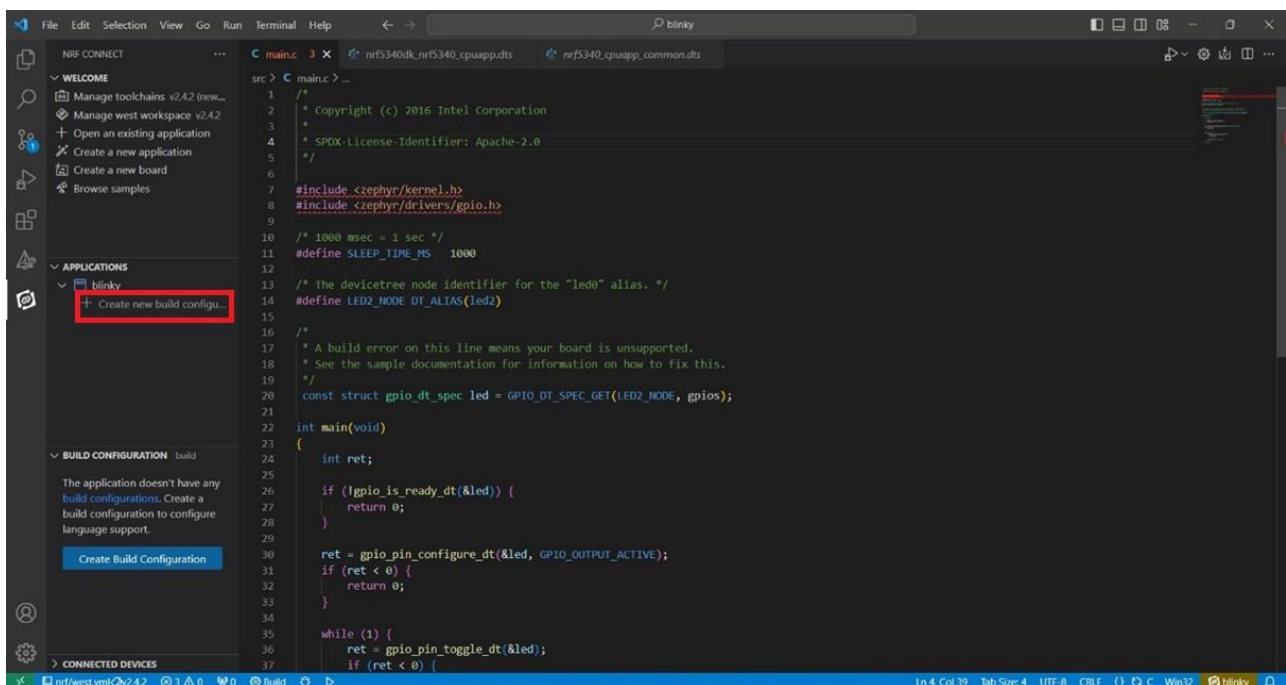 File Edit Selection View Go Run Terminal Help
blinky
NRF CONNECT
WELCOME
Manage toolchains v2.4.2 (new...
Manage west workspace v2.4.2
Open an existing application
Create a new application
Create a new board
Browse samples
APPLICATIONS
blinky
Create new build configu...
BUILD CONFIGURATION build
The application doesn't have any
build configurations. Create a
build configuration to configure
language support.
Create Build Configuration
CONNECTED DEVICES
C main.c 3 nrf5340dk_nrf5340_cpuapp.dts nrf5340_cpuapp_common.dts
src > C main.c > ...
1 /*
2 * Copyright (c) 2016 Intel Corporation
3 *
4 * SPDX-License-Identifier: Apache-2.0
5 */
6
7 #include <zephyr/kernel.h>
8 #include <zephyr/drivers/gpio.h>
9
10 /* 1000 msec = 1 sec */
11 #define SLEEP_TIME_MS 1000
12
13 /* The devicetree node identifier for the "led0" alias. */
14 #define LED2_NODE DT_ALIAS(led2)
15
16 /*
17 * A build error on this line means your board is unsupported.
18 * See the sample documentation for information on how to fix this.
19 */
20 const struct gpio_dt_spec led = GPIO_DT_SPEC_GET(LED2_NODE, gpios);
21
22 int main(void)
23 {
24 int ret;
25
26 if (!gpio_is_ready_dt(&led)) {
27 return 0;
28 }
29
30 ret = gpio_pin_configure_dt(&led, GPIO_OUTPUT_ACTIVE);
31 if (ret < 0) {
32 return 0;
33 }
34
35 while (1) {
36 ret = gpio_pin_toggle_dt(&led);
37 if (ret < 0) {
nrf/west.yml v2.4.2 3 0 0 Build Ln 4, Col 39 Tab Size: 4 UTF-8 CRLF {} C Win32 blinky